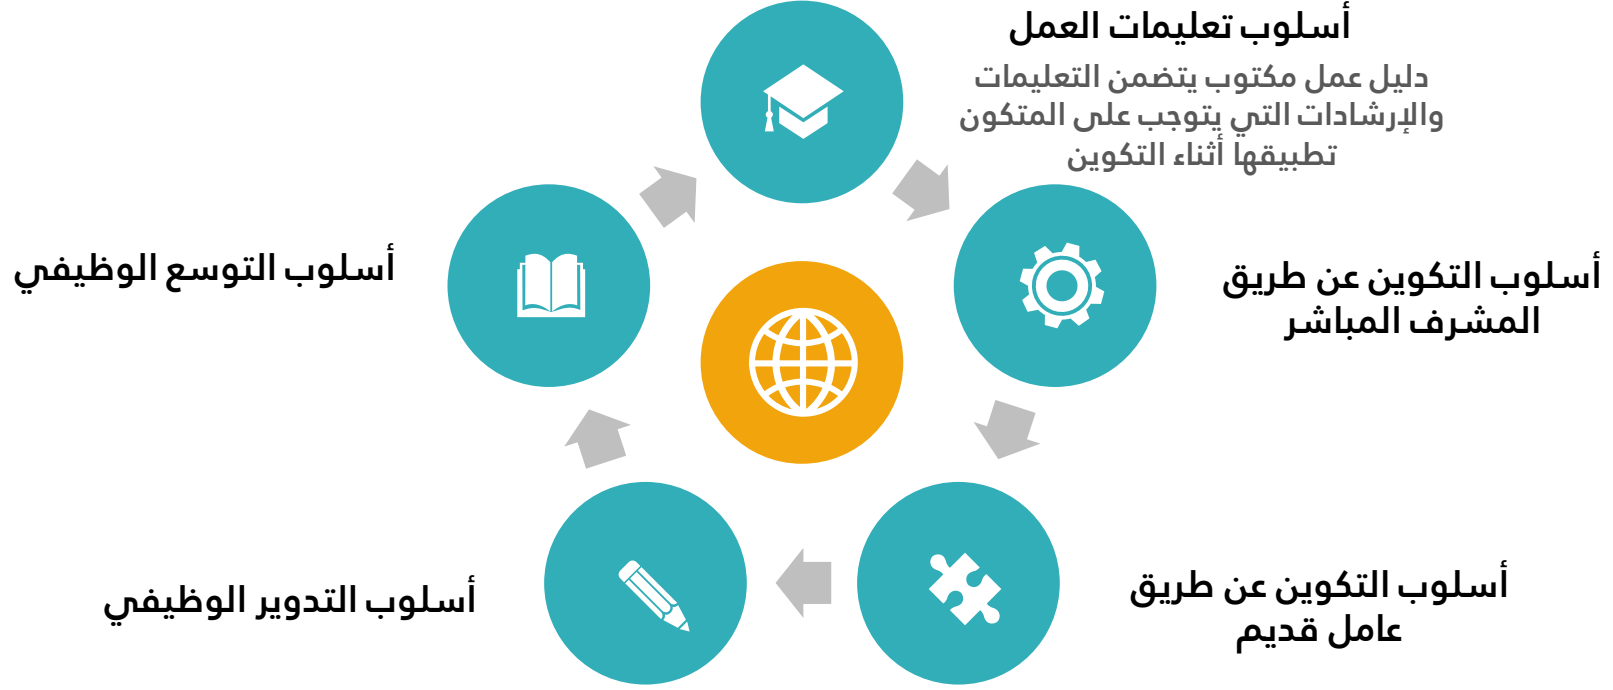 أسلوب تعليمات العمل
دليل عمل مكتوب يتضمن التعليمات
والإرشادات التي يتوجب على المتكون
تطبيقها أثناء التكوين
أسلوب التكوين عن طريق
المشرف المباشر
أسلوب التكوين عن طريق
عامل قديم
أسلوب التدوير الوظيفي
أسلوب التوسع الوظيفي